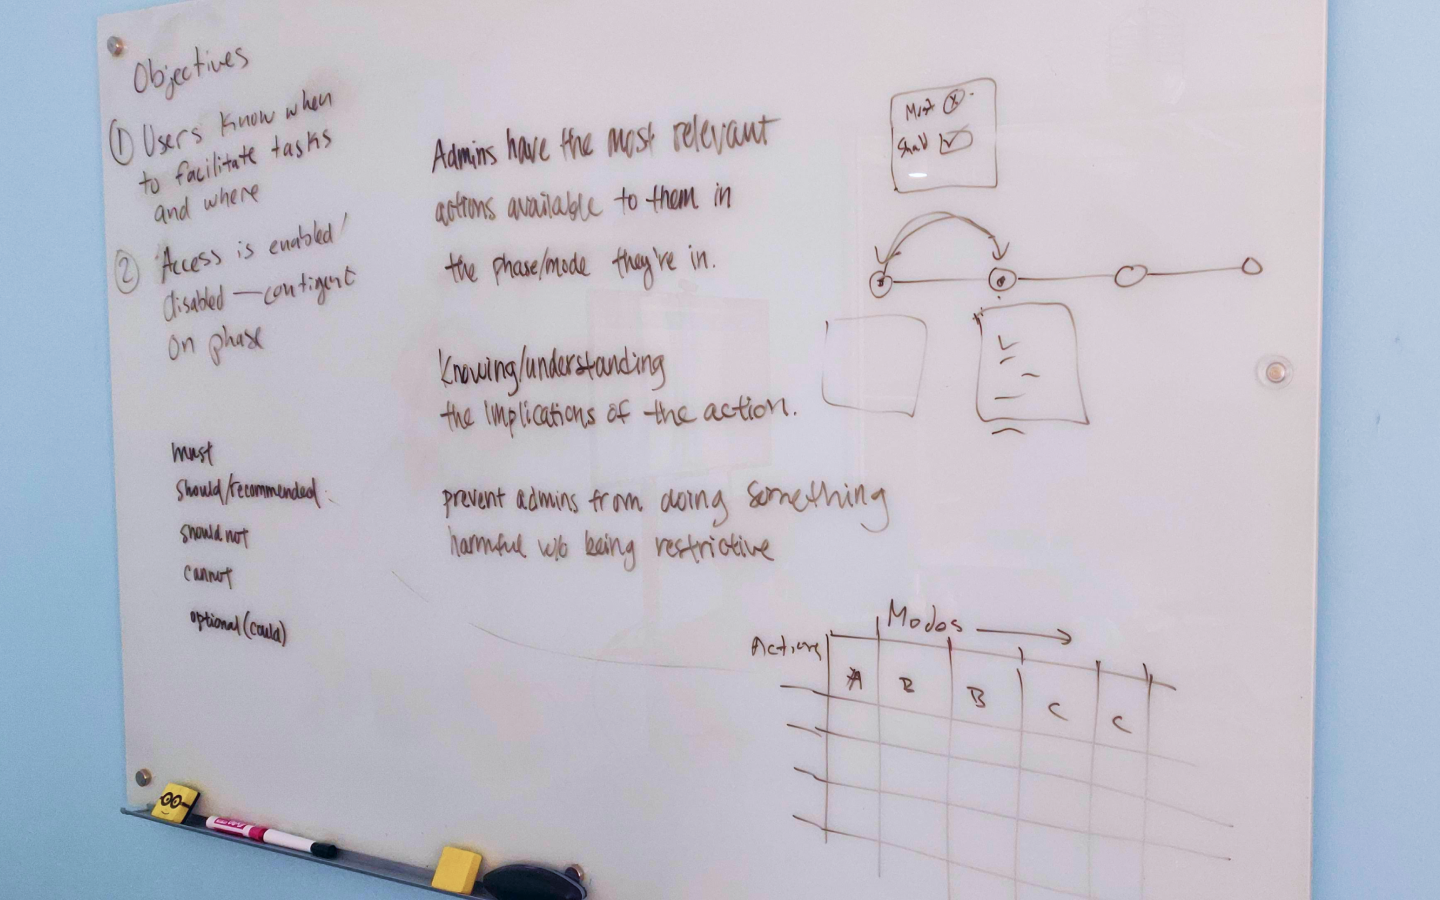 Objectives
① Users know when
to facilitate tasks
and where
② Access is enabled/
disabled — contigent
on phase
must
should/recommended
should not
cannot
optional (could)
Admins have the most relevant
actions available to them in
the phase/mode they're in.
Knowing/understanding
the implications of the action.
prevent admins from doing something
harmful w/o being restrictive
Must
Modes
Actions
A B B C C